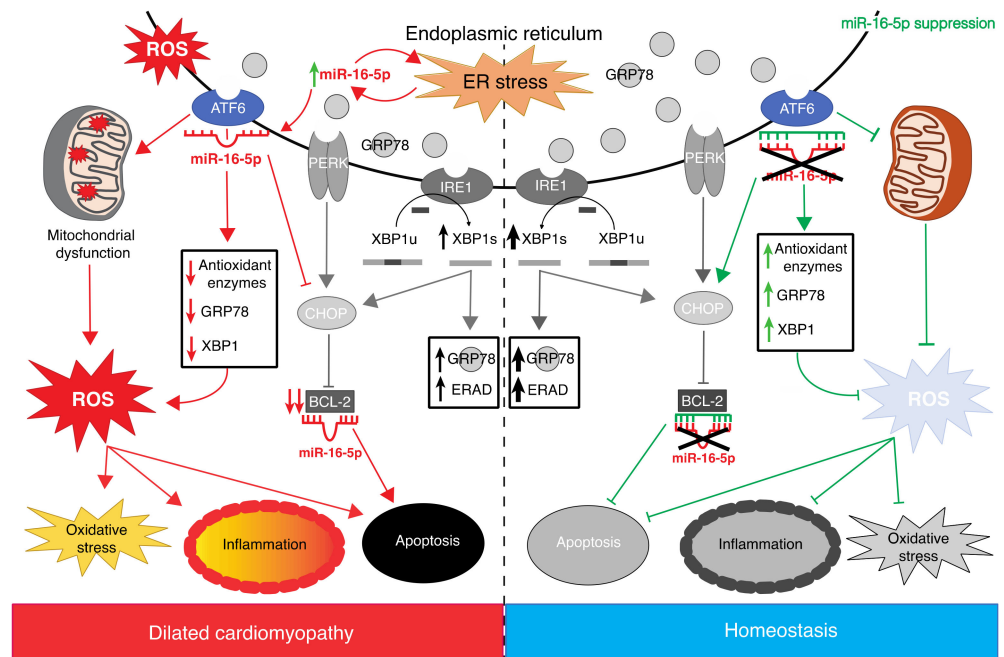 miR-16-5p suppression
Endoplasmic reticulum
ROS
miR-16-5p
ER stress
GRP78
ATF6
ATF6
miR-16-5p
GRP78
PERK
PERK
miR-16-5p
IRE1
IRE1
Mitochondrial
dysfunction
XBP1u
XBP1s
XBP1s
XBP1u
Antioxidant
enzymes
GRP78
XBP1
Antioxidant
enzymes
GRP78
XBP1
CHOP
CHOP
GRP78
ERAD
GRP78
ERAD
ROS
BCL-2
miR-16-5p
BCL-2
miR-16-5p
ROS
Oxidative
stress
Inflammation
Apoptosis
Apoptosis
Inflammation
Oxidative
stress
Dilated cardiomyopathy
Homeostasis